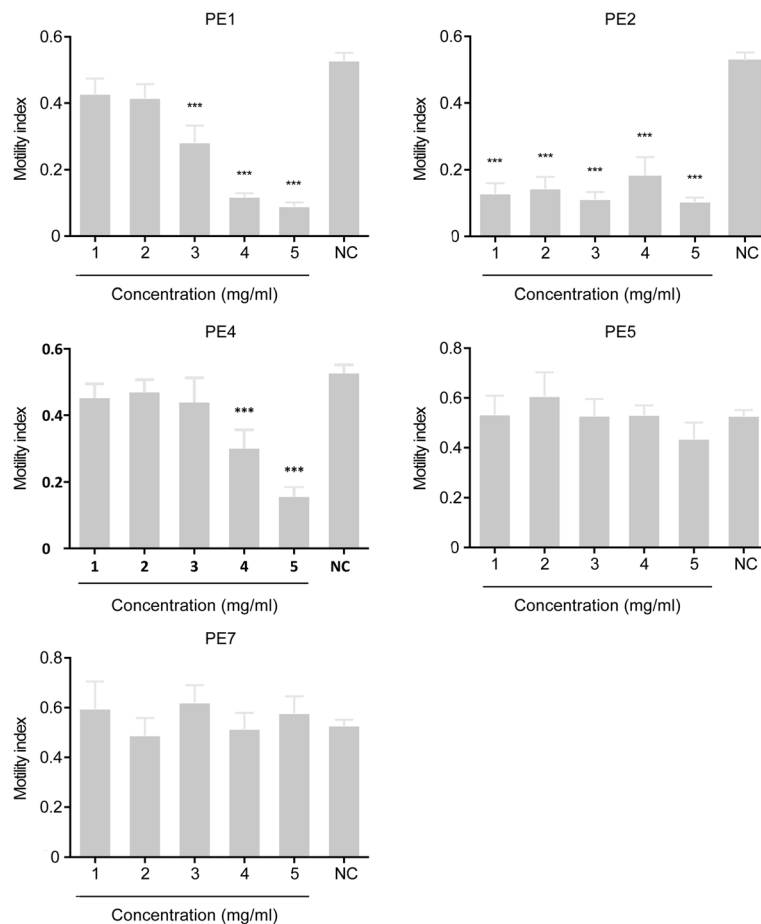 PE1
Motility index
0.6
0.4
0.2
0
***
***
***
1 2 3 4 5 NC
Concentration (mg/ml)
PE2
Motility index
0.6
0.4
0.2
0
***
***
***
***
***
1 2 3 4 5 NC
Concentration (mg/ml)
PE4
Motility index
0.6
0.4
0.2
0
***
***
1 2 3 4 5 NC
Concentration (mg/ml)
PE5
Motility index
0.8
0.6
0.4
0.2
0
1 2 3 4 5 NC
Concentration (mg/ml)
PE7
Motility index
0.8
0.6
0.4
0.2
0
1 2 3 4 5 NC
Concentration (mg/ml)